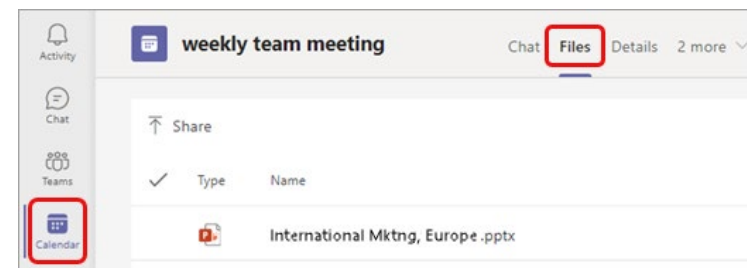 Activity
Chat
Teams
Calendar
weekly team meeting
Chat Files Details 2 more
Share
Type Name
P International Mktng, Europe.pptx